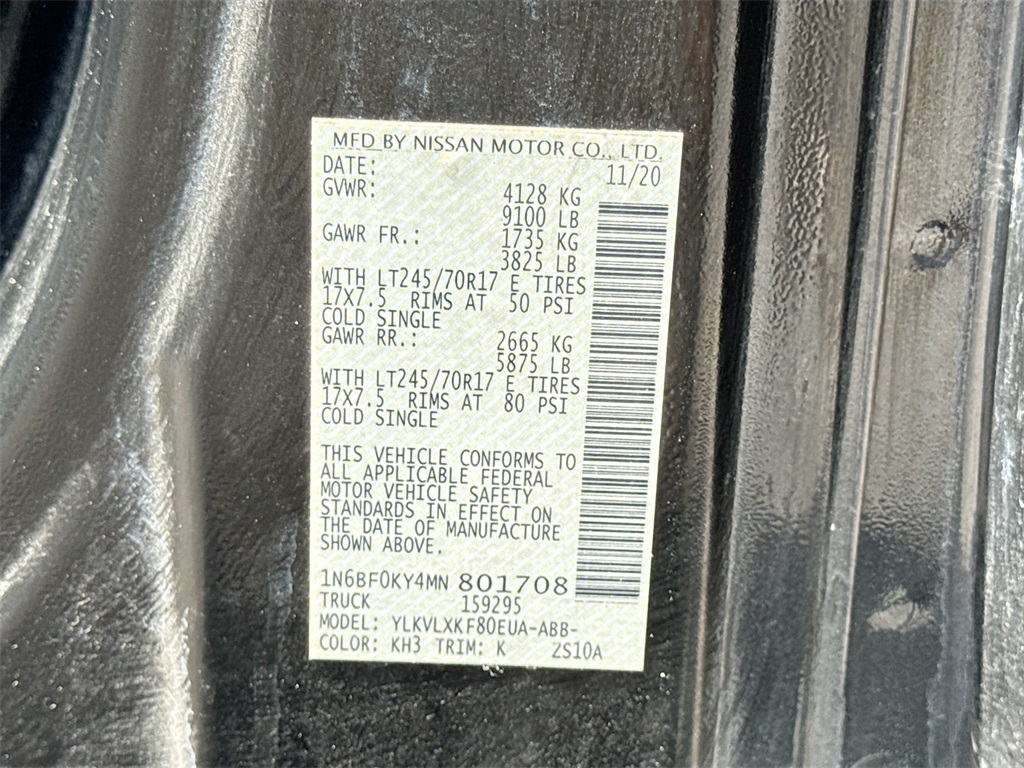 MFD BY NISSAN MOTOR CO., LTD.
DATE: 11/20
GVWR: 4128 KG
9100 LB
GAWR FR.: 1735 KG
3825 LB
WITH LT245/70R17 E TIRES
17X7.5 RIMS AT 50 PSI
COLD SINGLE
GAWR RR.: 2665 KG
5875 LB
WITH LT245/70R17 E TIRES
17X7.5 RIMS AT 80 PSI
COLD SINGLE
THIS VEHICLE CONFORMS TO
ALL APPLICABLE FEDERAL
MOTOR VEHICLE SAFETY
STANDARDS IN EFFECT ON
THE DATE OF MANUFACTURE
SHOWN ABOVE.
1N6BF0KY4MN 801708
TRUCK 159295
MODEL: YLKVLXKF80EUA-ABB-
COLOR: KH3 TRIM: K ZS10A